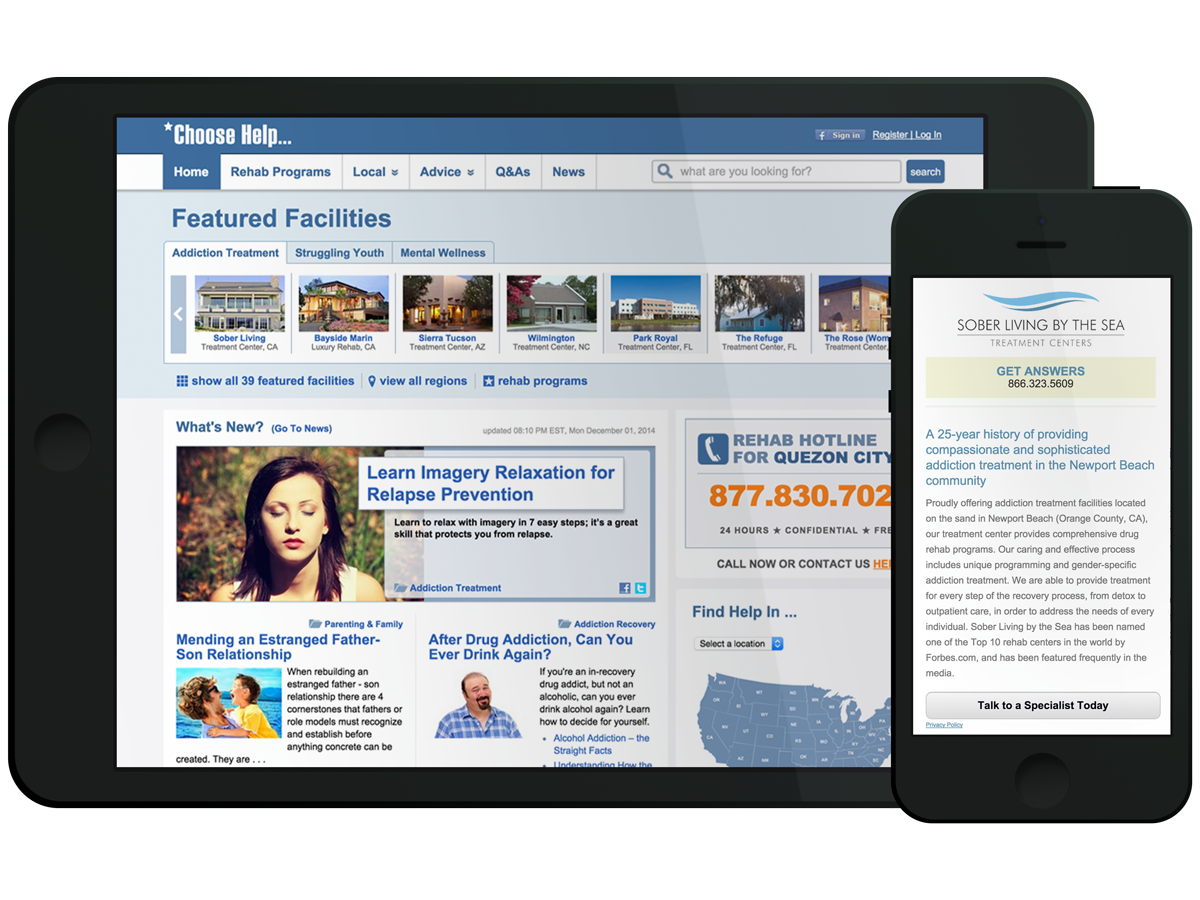 *Choose Help...
Sign in
Register | Log In
Home
Rehab Programs
Local
Advice
Q&As
News
what are you looking for?
search
Featured Facilities
Addiction Treatment
Struggling Youth
Mental Wellness
Sober Living
Treatment Center, CA
Bayside Marin
Luxury Rehab, CA
Sierra Tucson
Treatment Center, AZ
Wilmington
Treatment Center, NC
Park Royal
Treatment Center, FL
The Refuge
Treatment Center, FL
The Rose (Wom
Treatment Center,
show all 39 featured facilities
view all regions
rehab programs
What's New? (Go To News)
updated 08:10 PM EST, Mon December 01, 2014
Learn Imagery Relaxation for
Relapse Prevention
Learn to relax with imagery in 7 easy steps; it's a great
skill that protects you from relapse.
Addiction Treatment
Parenting & Family
Mending an Estranged Father-
Son Relationship
When rebuilding an
estranged father - son
relationship there are 4
cornerstones that fathers or
role models must recognize
and establish before
anything concrete can be
created. They are . . .
Addiction Recovery
After Drug Addiction, Can You
Ever Drink Again?
If you're an in-recovery
drug addict, but not an
alcoholic, can you ever
drink alcohol again? Learn
how to decide for yourself.
• Alcohol Addiction – the
Straight Facts
• Understanding How the
REHAB HOTLINE
FOR QUEZON CITY
877.830.702
24 HOURS ★ CONFIDENTIAL ★ FRE
CALL NOW OR CONTACT US HE
Find Help In ...
Select a location
SOBER LIVING BY THE SEA
TREATMENT CENTERS
GET ANSWERS
866.323.5609
A 25-year history of providing
compassionate and sophisticated
addiction treatment in the Newport Beach
community
Proudly offering addiction treatment facilities located
on the sand in Newport Beach (Orange County, CA),
our treatment center provides comprehensive drug
rehab programs. Our caring and effective process
includes unique programming and gender-specific
addiction treatment. We are able to provide treatment
for every step of the recovery process, from detox to
outpatient care, in order to address the needs of every
individual. Sober Living by the Sea has been named
one of the Top 10 rehab centers in the world by
Forbes.com, and has been featured frequently in the
media.
Talk to a Specialist Today
Privacy Policy